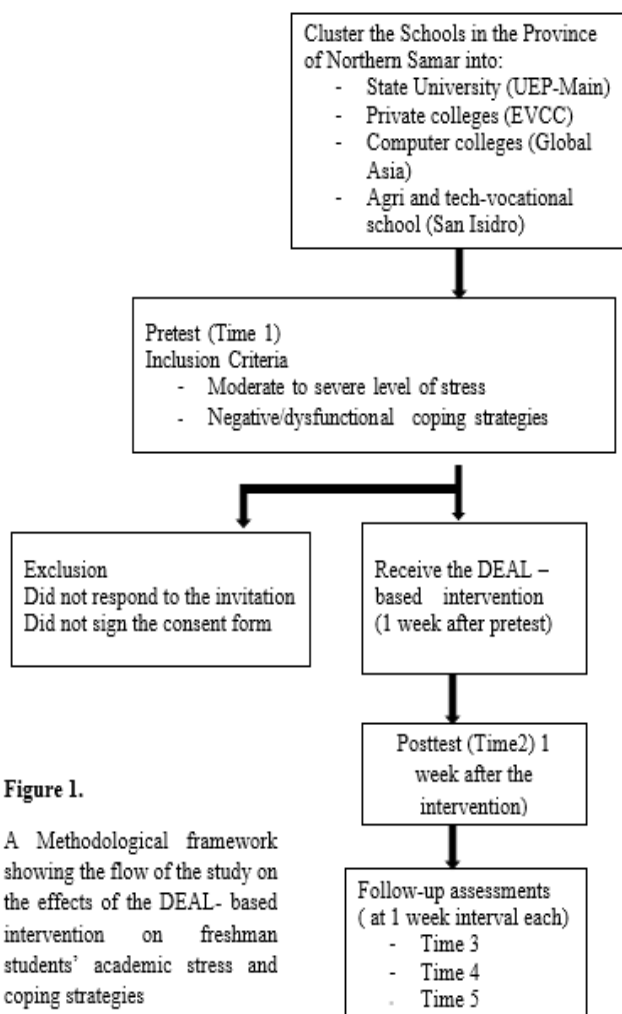 Cluster the Schools in the Province
of Northern Samar into:
- State University (UEP-Main)
- Private colleges (EVCC)
- Computer colleges (Global
Asia)
- Agri and tech-vocational
school (San Isidro)
Pretest (Time 1)
Inclusion Criteria
- Moderate to severe level of stress
- Negative/dysfunctional coping strategies
Exclusion
Did not respond to the invitation
Did not sign the consent form
Receive the DEAL –
based intervention
(1 week after pretest)
Posttest (Time2) 1
week after the
intervention)
Figure 1.
A Methodological framework
showing the flow of the study on
the effects of the DEAL- based
intervention on freshman
students’ academic stress and
coping strategies
Follow-up assessments
( at 1 week interval each)
- Time 3
- Time 4
- Time 5